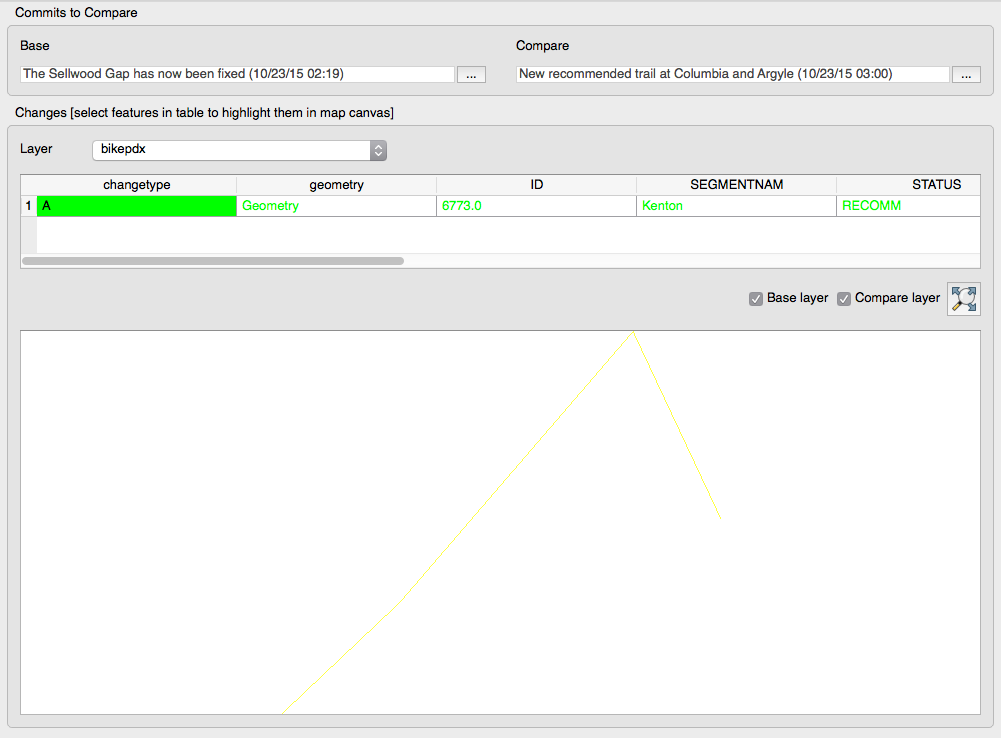 Commits to Compare
Base Compare
The Sellwood Gap has now been fixed (10/23/15 02:19) ... New recommended trail at Columbia and Argyle (10/23/15 03:00) ...
Changes [select features in table to highlight them in map canvas]
Layer bikepdx
changetype geometry ID SEGMENTNAM STATUS
1 A Geometry 6773.0 Kenton RECOMM
Base layer Compare layer